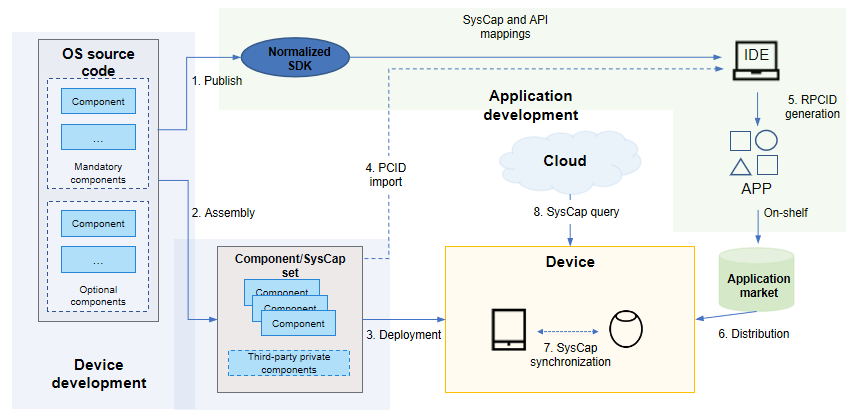 SysCap and API
mappings
OS source
code
Component
...
Mandatory
components
Component
...
Optional
components
Device
development
1. Publish
Normalized
SDK
IDE
Application
development
5. RPCID
generation
4. PCID
import
Cloud
APP
2. Assembly
8. SysCap query
On-shelf
Component/SysCap
set
Component
Component
Component
Third-party private
components
3. Deployment
Device
7. SysCap
synchronization
Application
market
6. Distribution